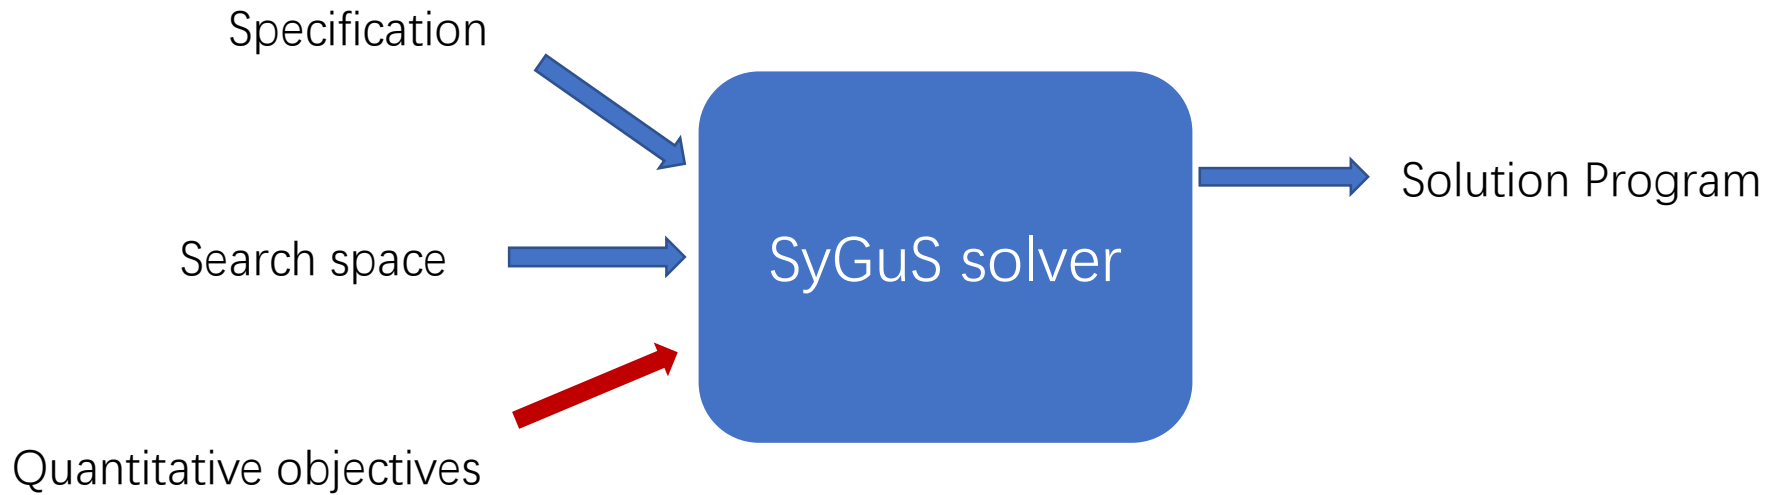 Specification
Search space
Quantitative objectives
SyGuS solver
Solution Program